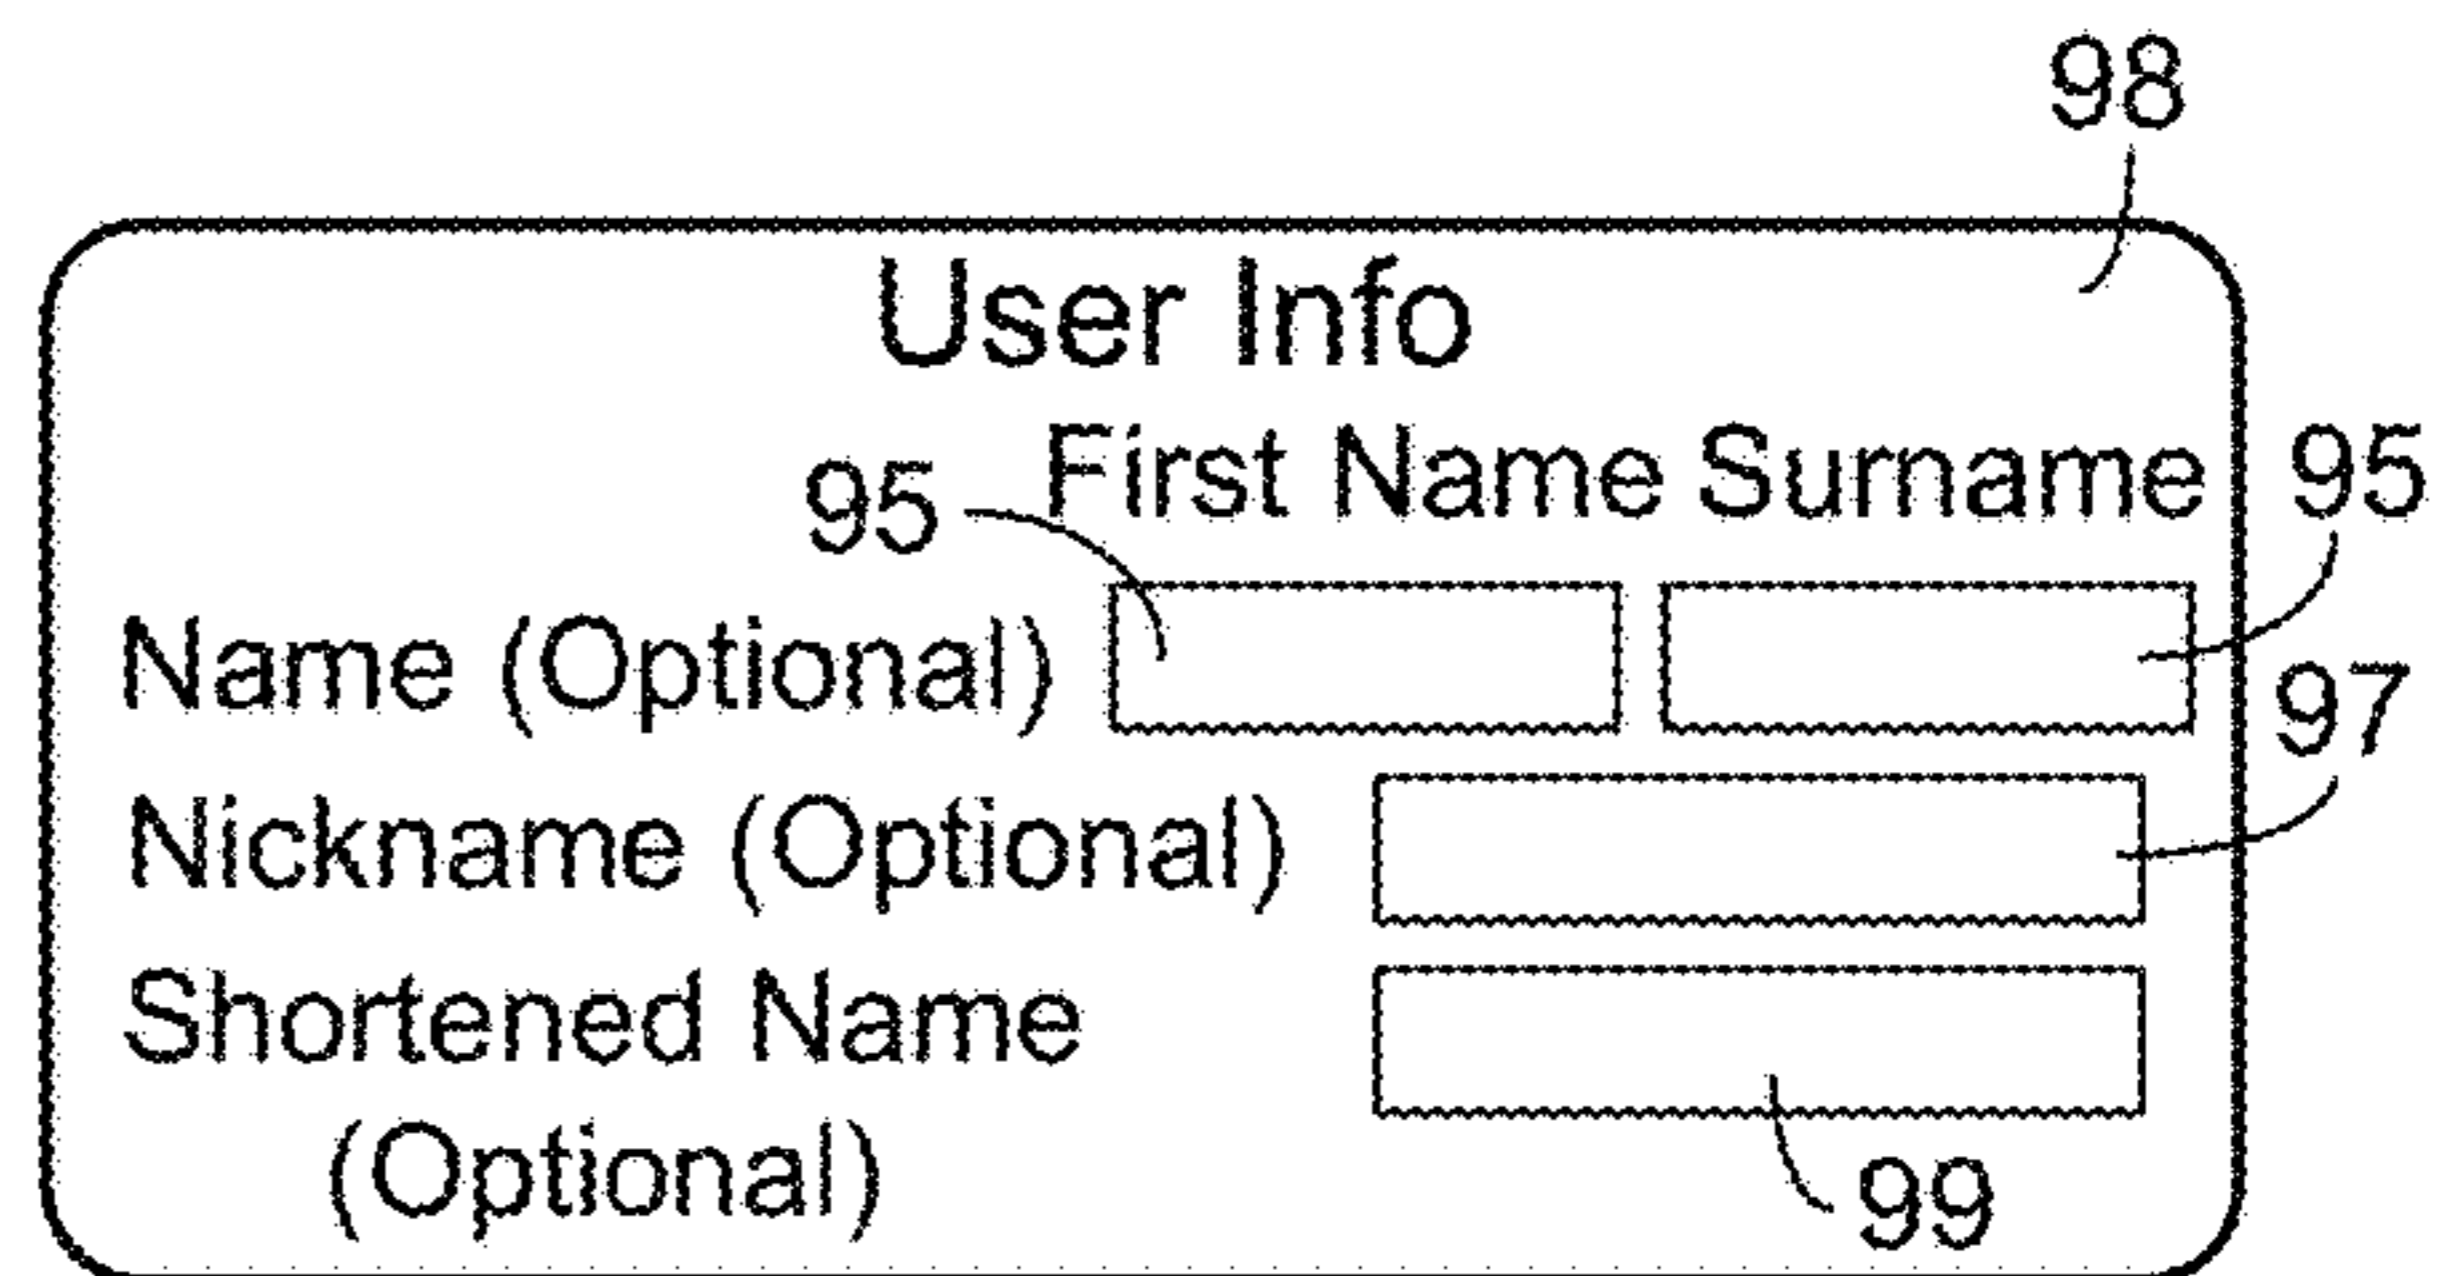 98
User Info
95 First Name Surname 95
Name (Optional)
97
Nickname (Optional)
Shortened Name
(Optional)
99